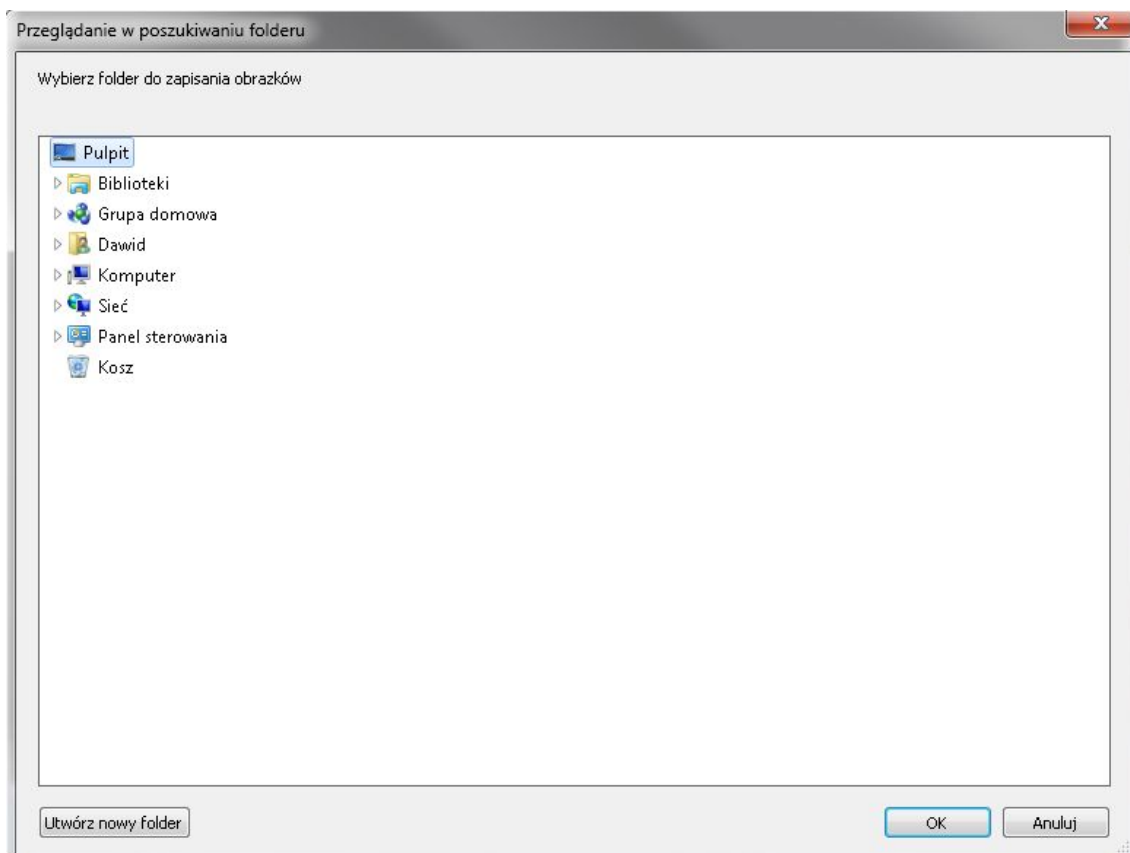 Przeglądanie w poszukiwaniu folderu
Wybierz folder do zapisania obrazków
Pulpit
Biblioteki
Grupa domowa
Dawid
Komputer
Sieć
Panel sterowania
Kosz
Utwórz nowy folder OK Anuluj